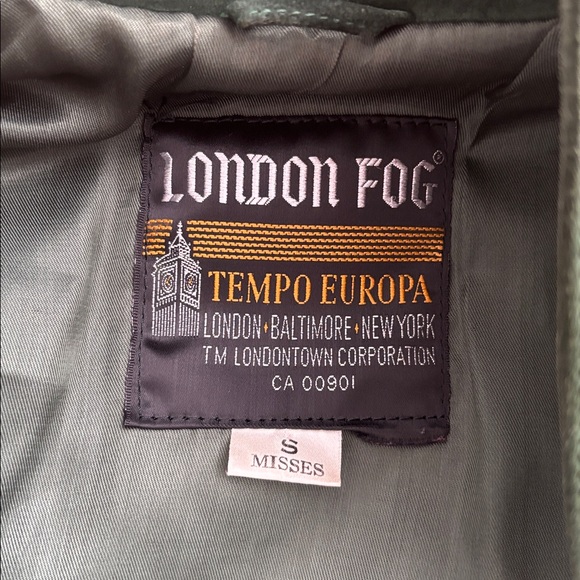 LONDON FOG®
TEMPO EUROPA
LONDON♦BALTIMORE♦NEW YORK
TM LONDONTOWN CORPORATION
CA 00901
S
MISSES